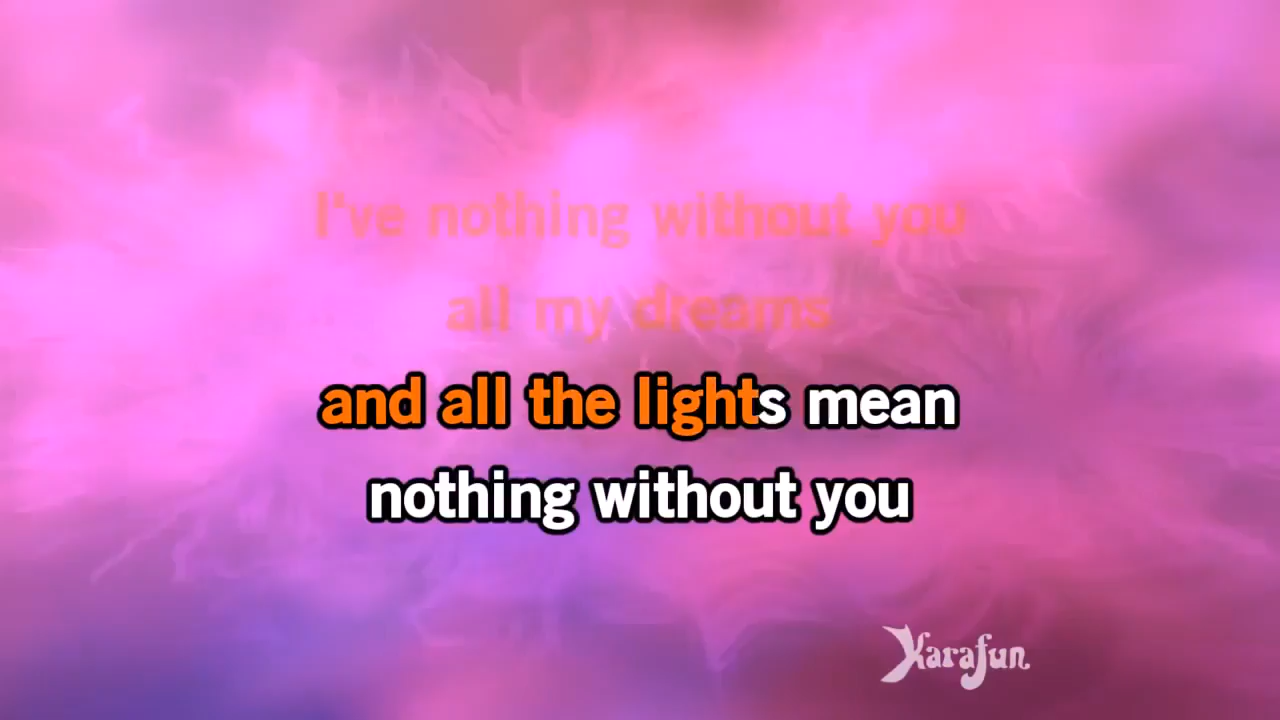 I've nothing without you
all my dreams
and all the lights mean
nothing without you
Karafun